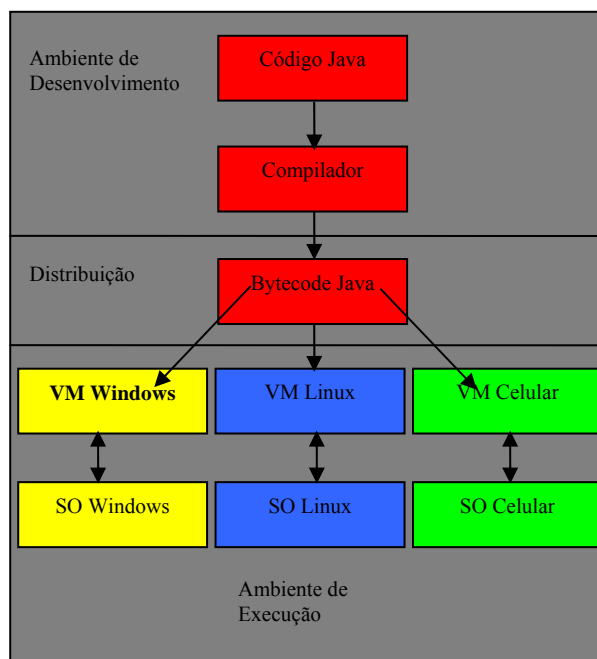 Ambiente de
Desenvolvimento
Código Java
Compilador
Distribuição
Bytecode Java
VM Windows
VM Linux
VM Celular
SO Windows
SO Linux
SO Celular
Ambiente de
Execução